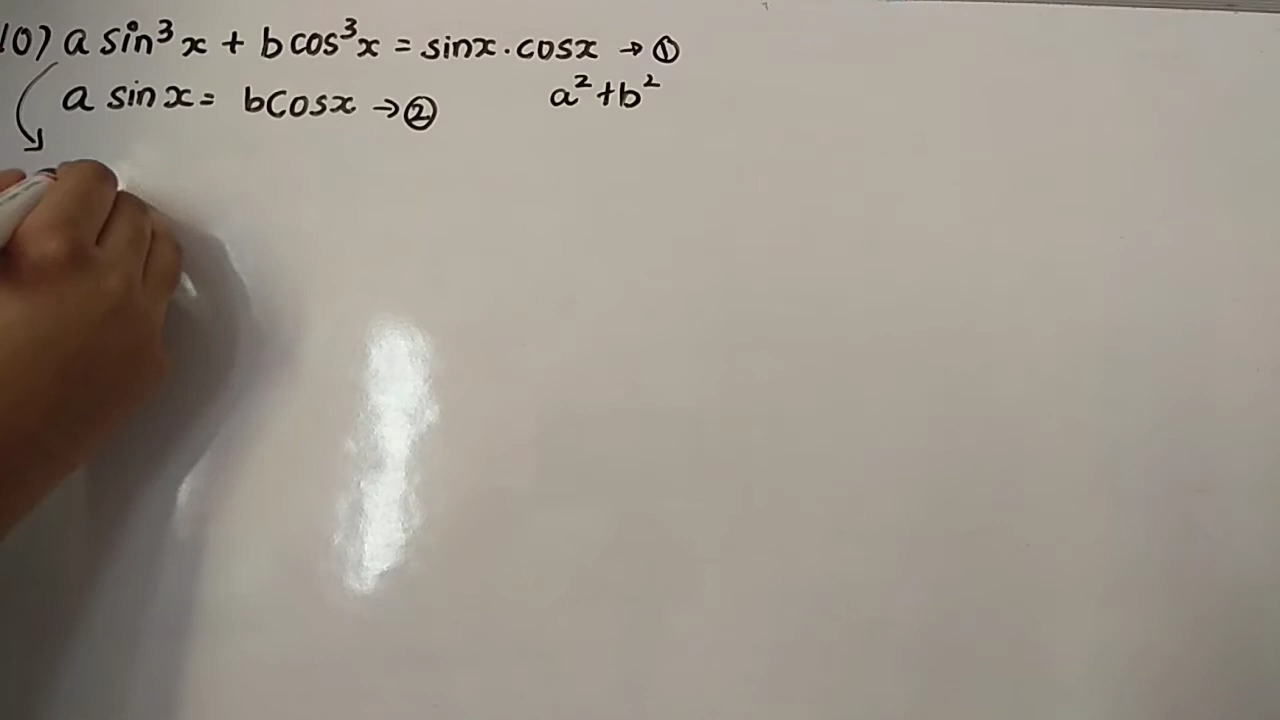 10) a sin³x + b cos³x = sinx . cosx → ①
a sinx = bcosx → ② a² + b²